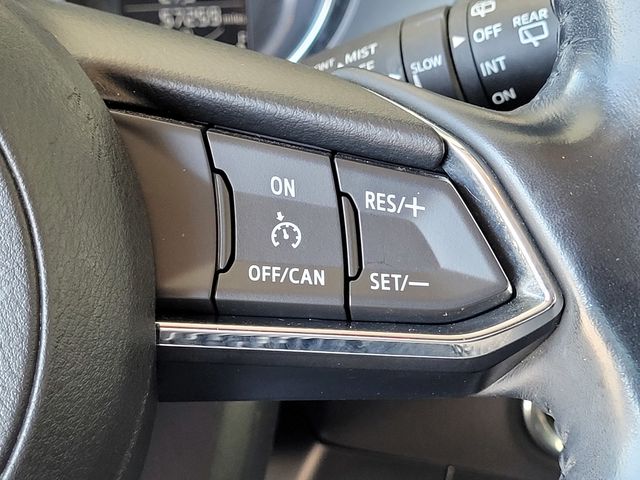 MIST
OFF
REAR
SLOW
INT
ON
ON
RES/+
OFF/CAN
SET/−